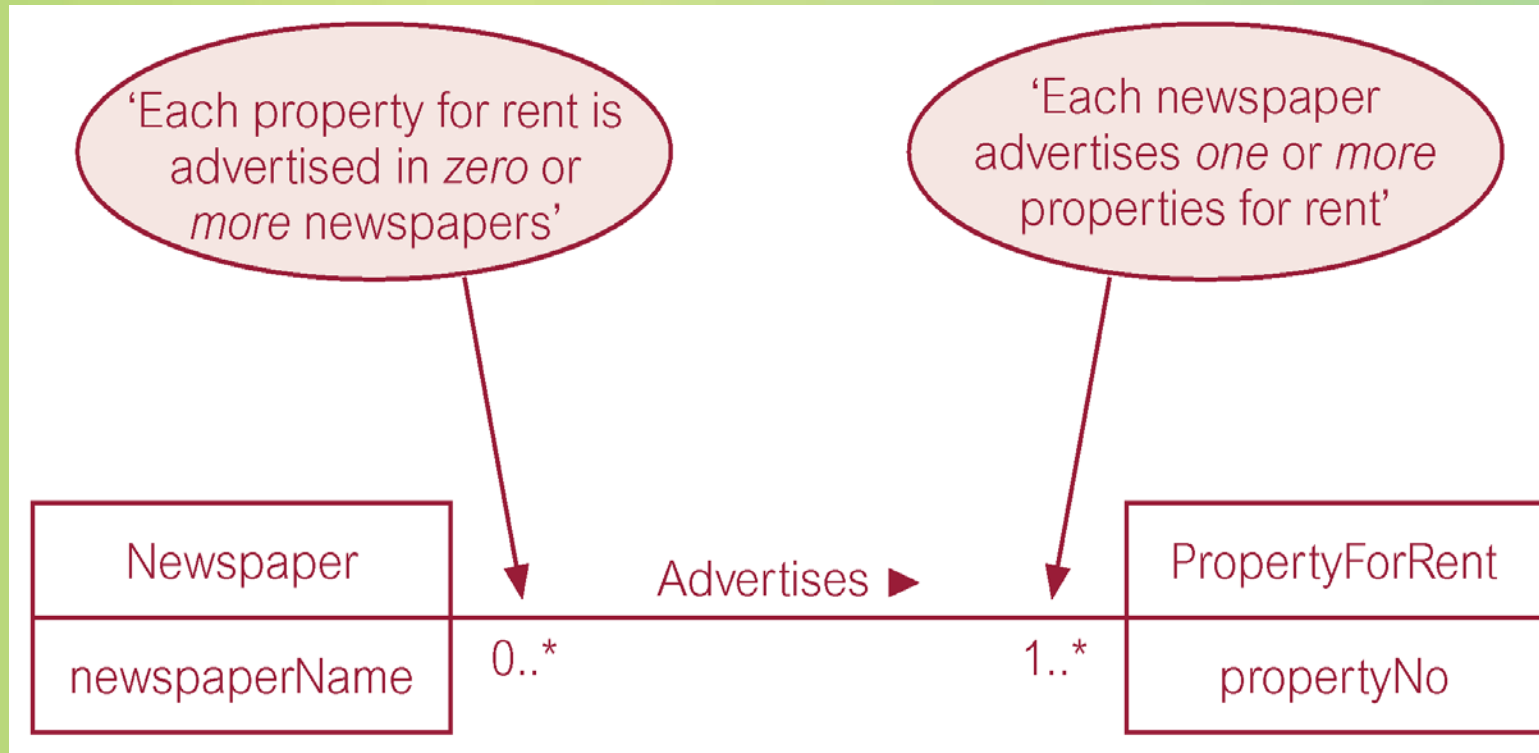 ‘Each property for rent is
advertised in zero or
more newspapers’
‘Each newspaper
advertises one or more
properties for rent’
Newspaper
Advertises ►
PropertyForRent
newspaperName
0..*
1..*
propertyNo